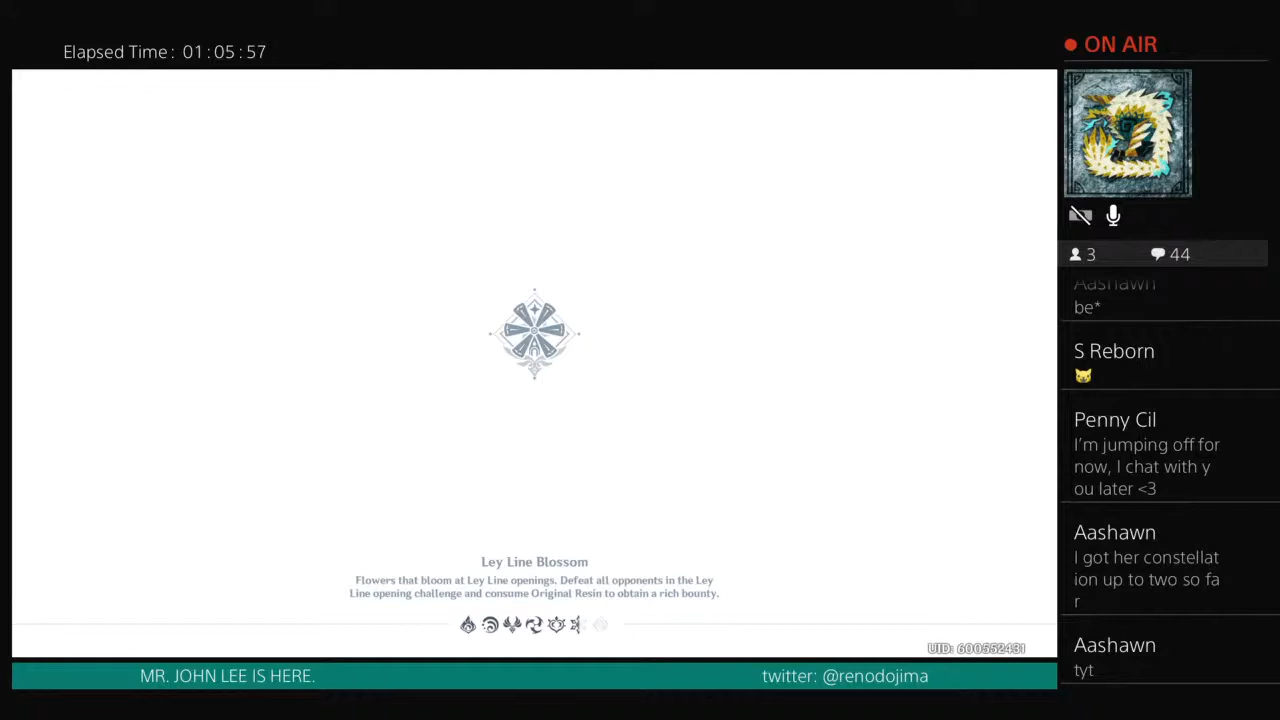 Elapsed Time: 01:05:57
ON AIR
3
44
Aashawn
be*
S Reborn
Penny Cil
I'm jumping off for
now, I chat with y
ou later <3
Aashawn
I got her constellat
ion up to two so fa
r
Aashawn
tyt
Ley Line Blossom
Flowers that bloom at Ley Line openings. Defeat all opponents in the Ley
Line opening challenge and consume Original Resin to obtain a rich bounty.
UID: 600552431
MR. JOHN LEE IS HERE.
twitter: @renodojima